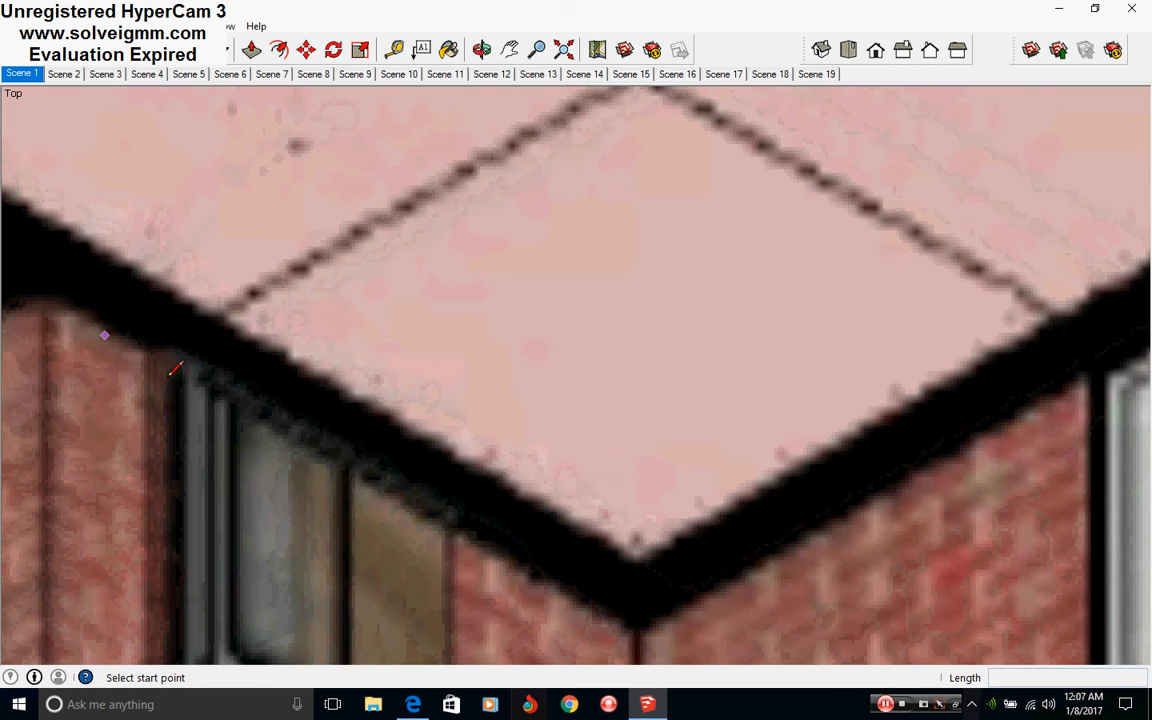 Unregistered HyperCam 3
www.solveigmm.com
Evaluation Expired
Help
Scene 1 Scene 2 Scene 3 Scene 4 Scene 5 Scene 6 Scene 7 Scene 8 Scene 9 Scene 10 Scene 11 Scene 12 Scene 13 Scene 14 Scene 15 Scene 16 Scene 17 Scene 18 Scene 19
Top
Select start point
Length
Ask me anything
12:07 AM
1/8/2017